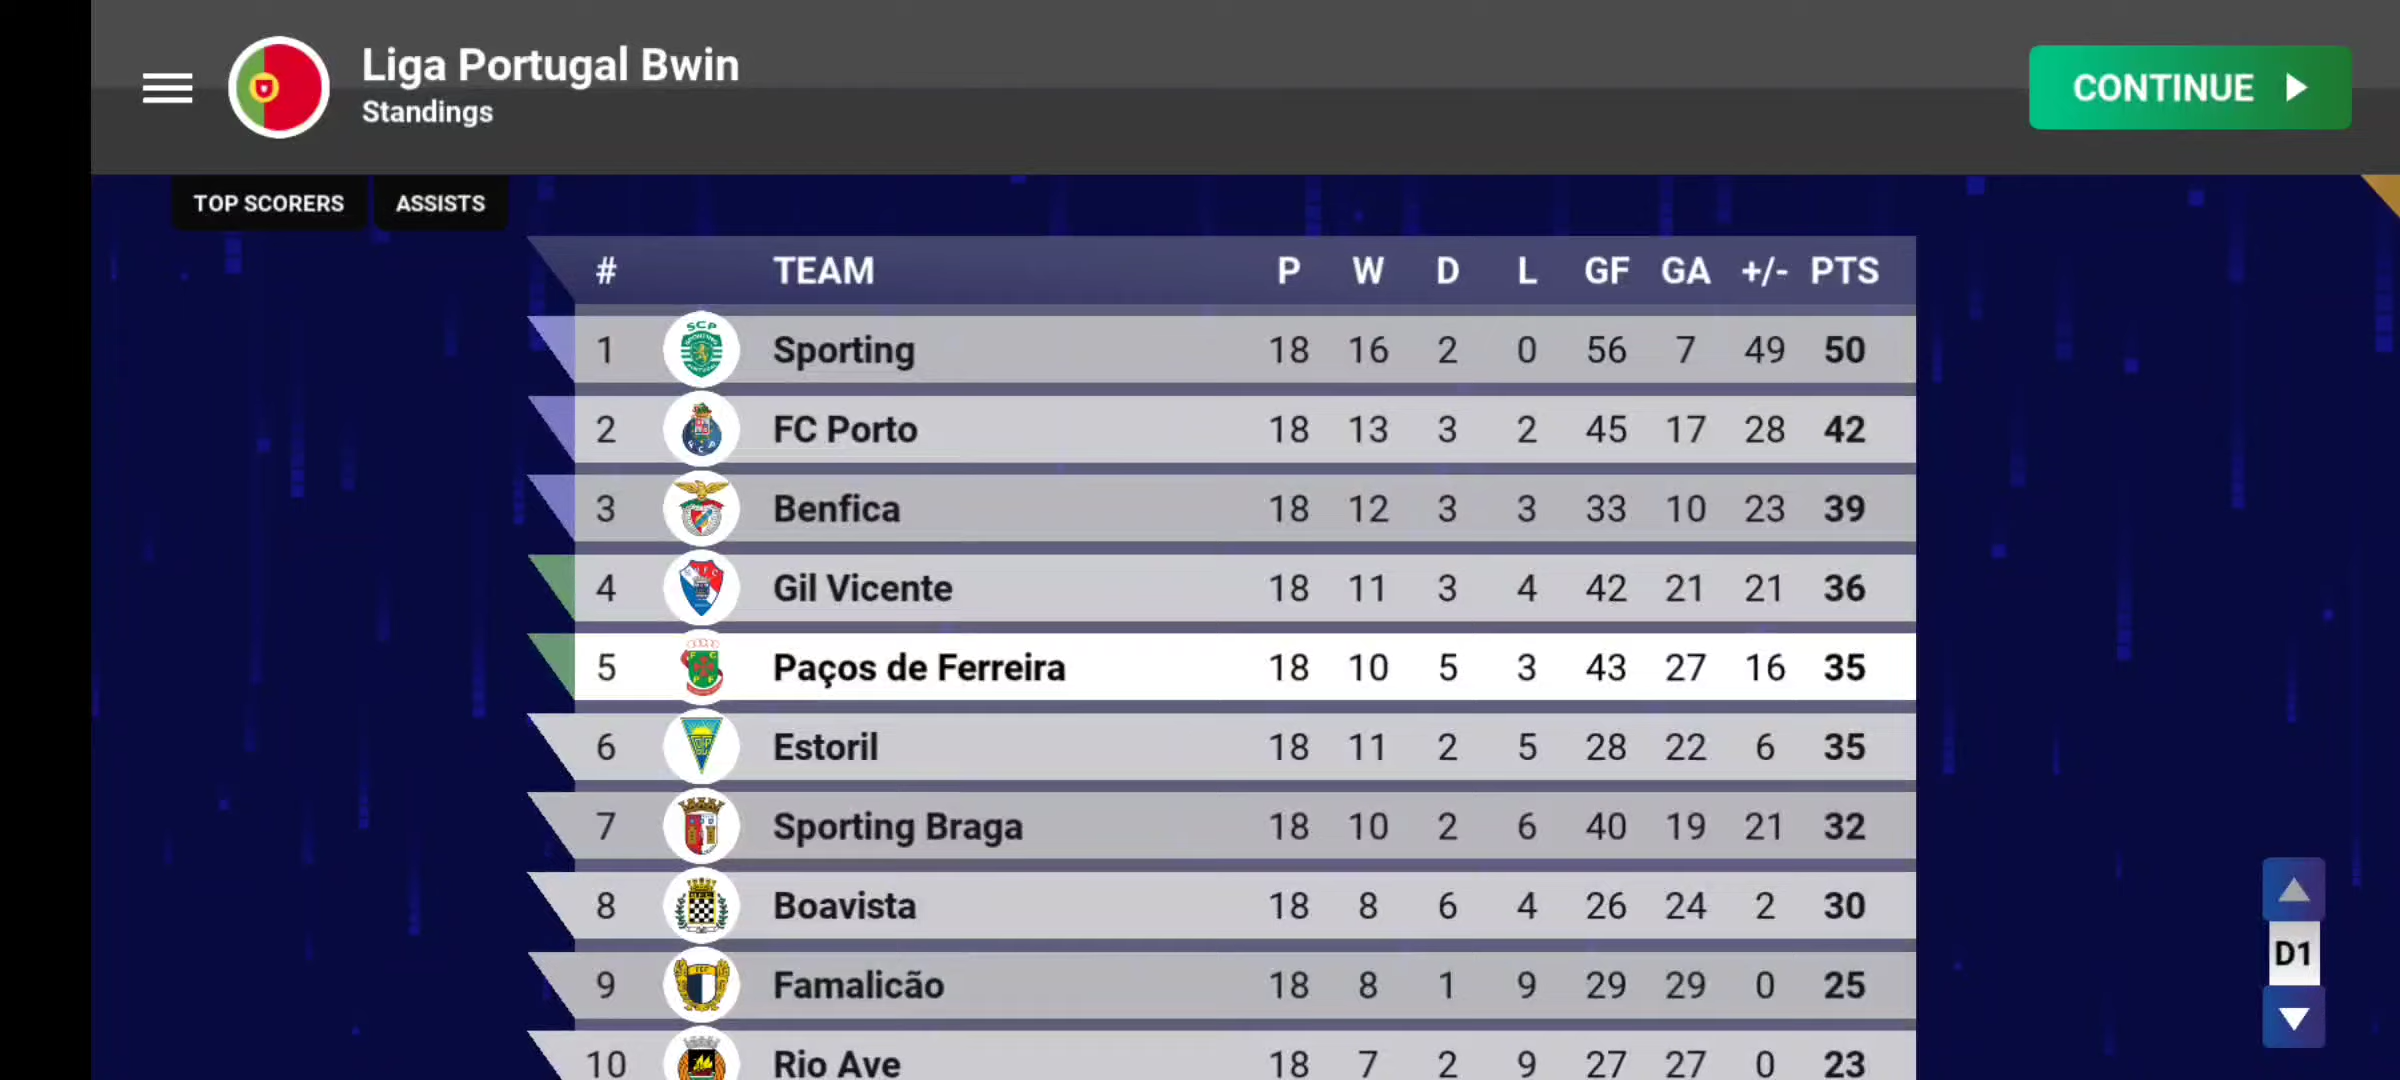 Liga Portugal Bwin
Standings
CONTINUE
TOP SCORERS ASSISTS
# TEAM P W D L GF GA +/- PTS
1 Sporting 18 16 2 0 56 7 49 50
2 FC Porto 18 13 3 2 45 17 28 42
3 Benfica 18 12 3 3 33 10 23 39
4 Gil Vicente 18 11 3 4 42 21 21 36
5 Paços de Ferreira 18 10 5 3 43 27 16 35
6 Estoril 18 11 2 5 28 22 6 35
7 Sporting Braga 18 10 2 6 40 19 21 32
8 Boavista 18 8 6 4 26 24 2 30
9 Famalicão 18 8 1 9 29 29 0 25
10 Rio Ave 18 7 2 9 27 27 0 23
D1